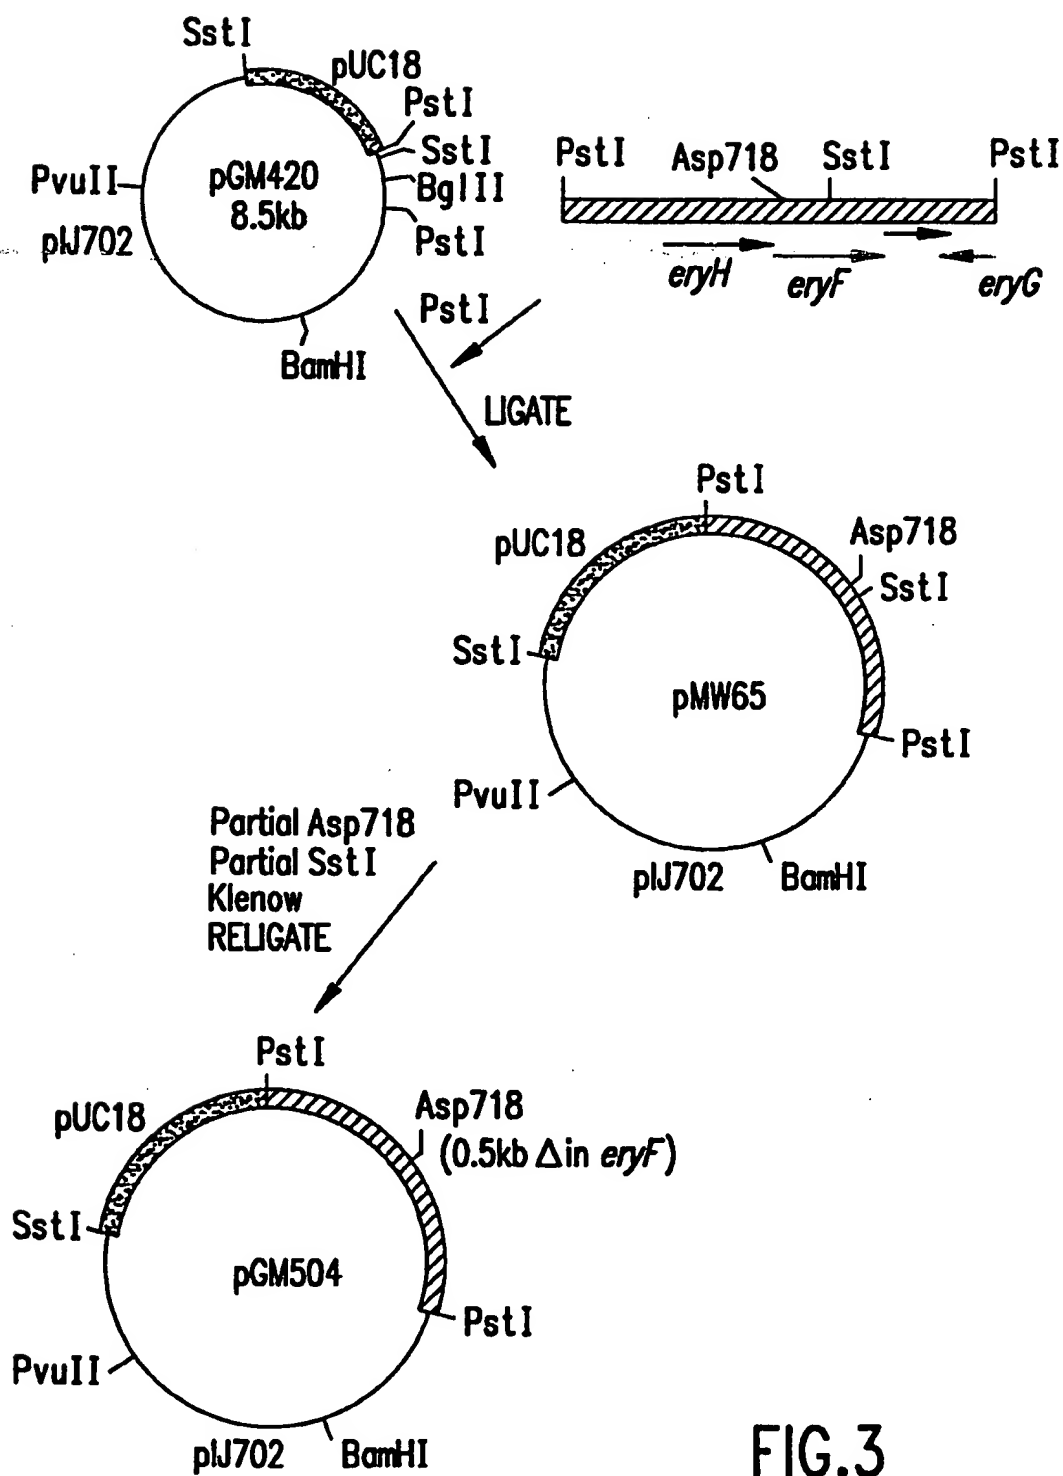 SstI
pUC18
PstI
SstI
BglII
PstI
PvuII
pIJ702
pGM420
8.5kb
BamHI
PstI
Asp718
SstI
PstI
eryH
eryF
eryG
PstI
LIGATE
PstI
pUC18
Asp718
SstI
SstI
pMW65
PstI
PvuII
pIJ702
BamHI
Partial Asp718
Partial SstI
Klenow
RELIGATE
PstI
pUC18
Asp718
(0.5kb Δ in eryF)
SstI
pGM504
PstI
PvuII
pIJ702
BamHI
FIG.3